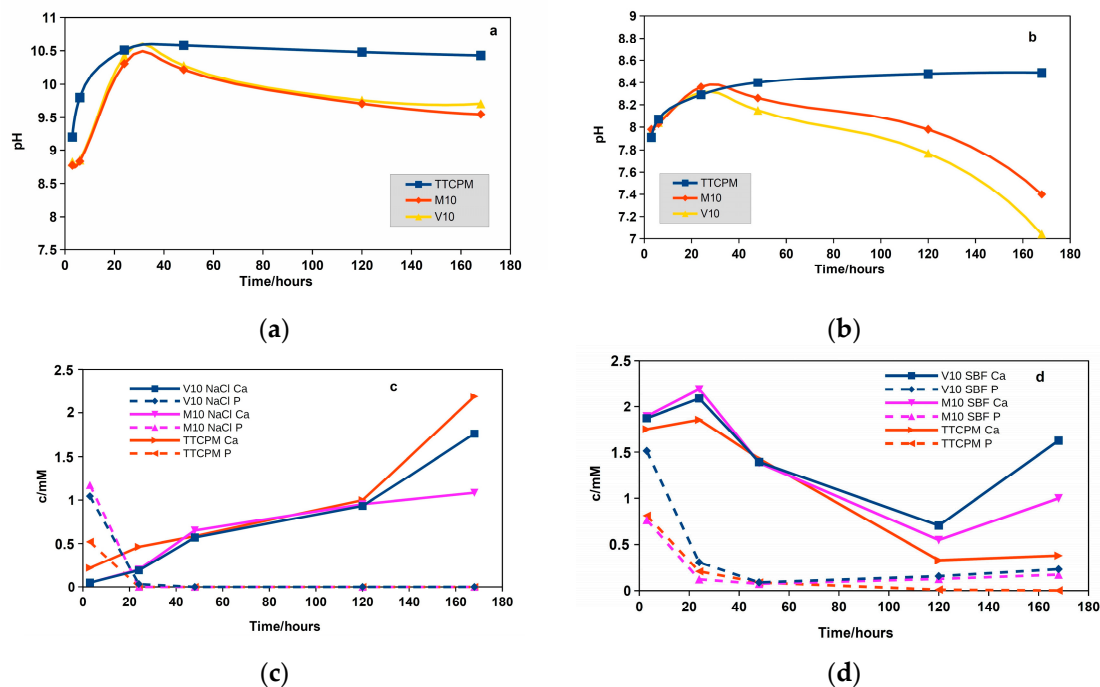 a
11
10.5
10
9.5
9
8.5
8
7.5
pH
0 20 40 60 80 100 120 140 160 180
Time/hours
TTCPM
M10
V10
(a)
b
9
8.8
8.6
8.4
8.2
8
7.8
7.6
7.4
7.2
7
pH
0 20 40 60 80 100 120 140 160 180
Time/hours
TTCPM
M10
V10
(b)
c
2.5
2
1.5
1
0.5
0
c/mM
0 20 40 60 80 100 120 140 160 180
Time/hours
V10 NaCl Ca
V10 NaCl P
M10 NaCl Ca
M10 NaCl P
TTCPM Ca
TTCPM P
(c)
d
2.5
2
1.5
1
0.5
0
c/mM
0 20 40 60 80 100 120 140 160 180
Time/hours
V10 SBF Ca
V10 SBF P
M10 SBF Ca
M10 SBF P
TTCPM Ca
TTCPM P
(d)